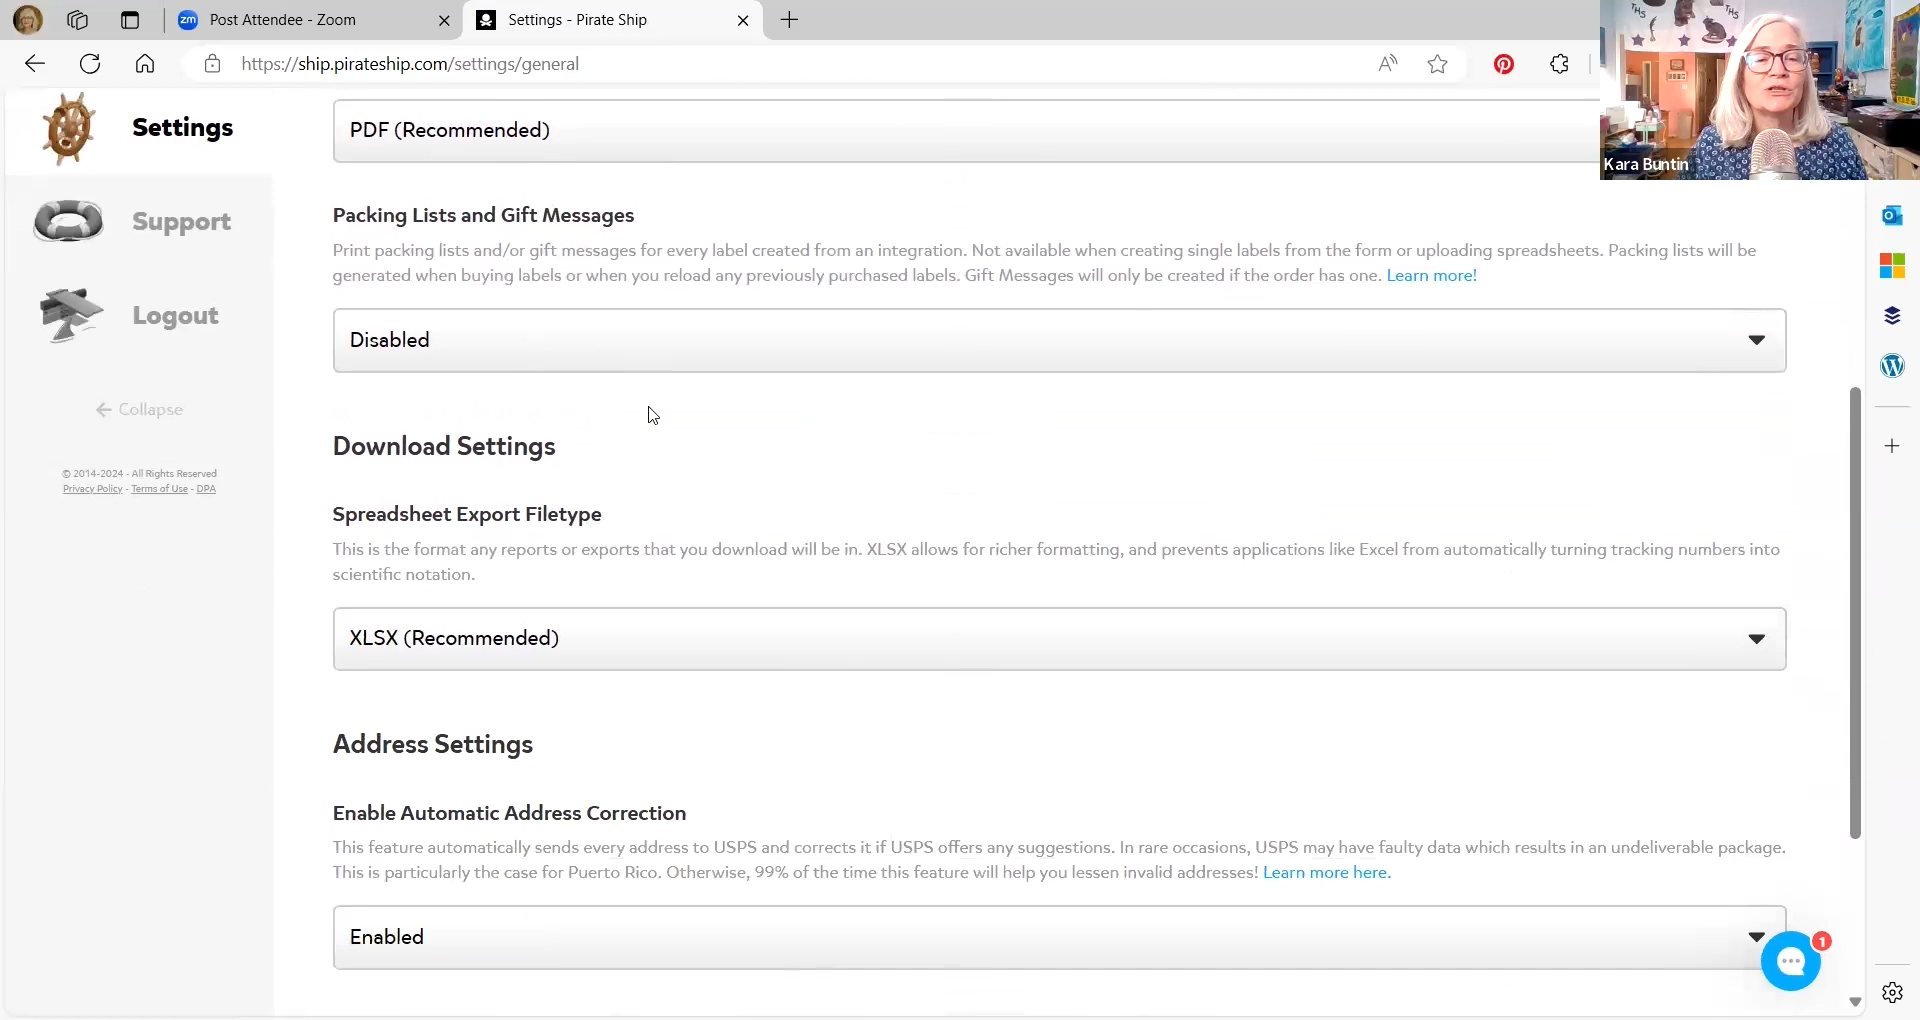 zm Post Attendee - Zoom
Settings - Pirate Ship
https://ship.pirateship.com/settings/general
A
THS
THS
Kara Buntin
Settings
Support
Logout
Collapse
© 2014-2024 - All Rights Reserved
Privacy Policy - Terms of Use - DPA
PDF (Recommended)
Packing Lists and Gift Messages
Print packing lists and/or gift messages for every label created from an integration. Not available when creating single labels from the form or uploading spreadsheets. Packing lists will be
generated when buying labels or when you reload any previously purchased labels. Gift Messages will only be created if the order has one. Learn more!
Disabled
Download Settings
Spreadsheet Export Filetype
This is the format any reports or exports that you download will be in. XLSX allows for richer formatting, and prevents applications like Excel from automatically turning tracking numbers into
scientific notation.
XLSX (Recommended)
Address Settings
Enable Automatic Address Correction
This feature automatically sends every address to USPS and corrects it if USPS offers any suggestions. In rare occasions, USPS may have faulty data which results in an undeliverable package.
This is particularly the case for Puerto Rico. Otherwise, 99% of the time this feature will help you lessen invalid addresses! Learn more here.
Enabled
1